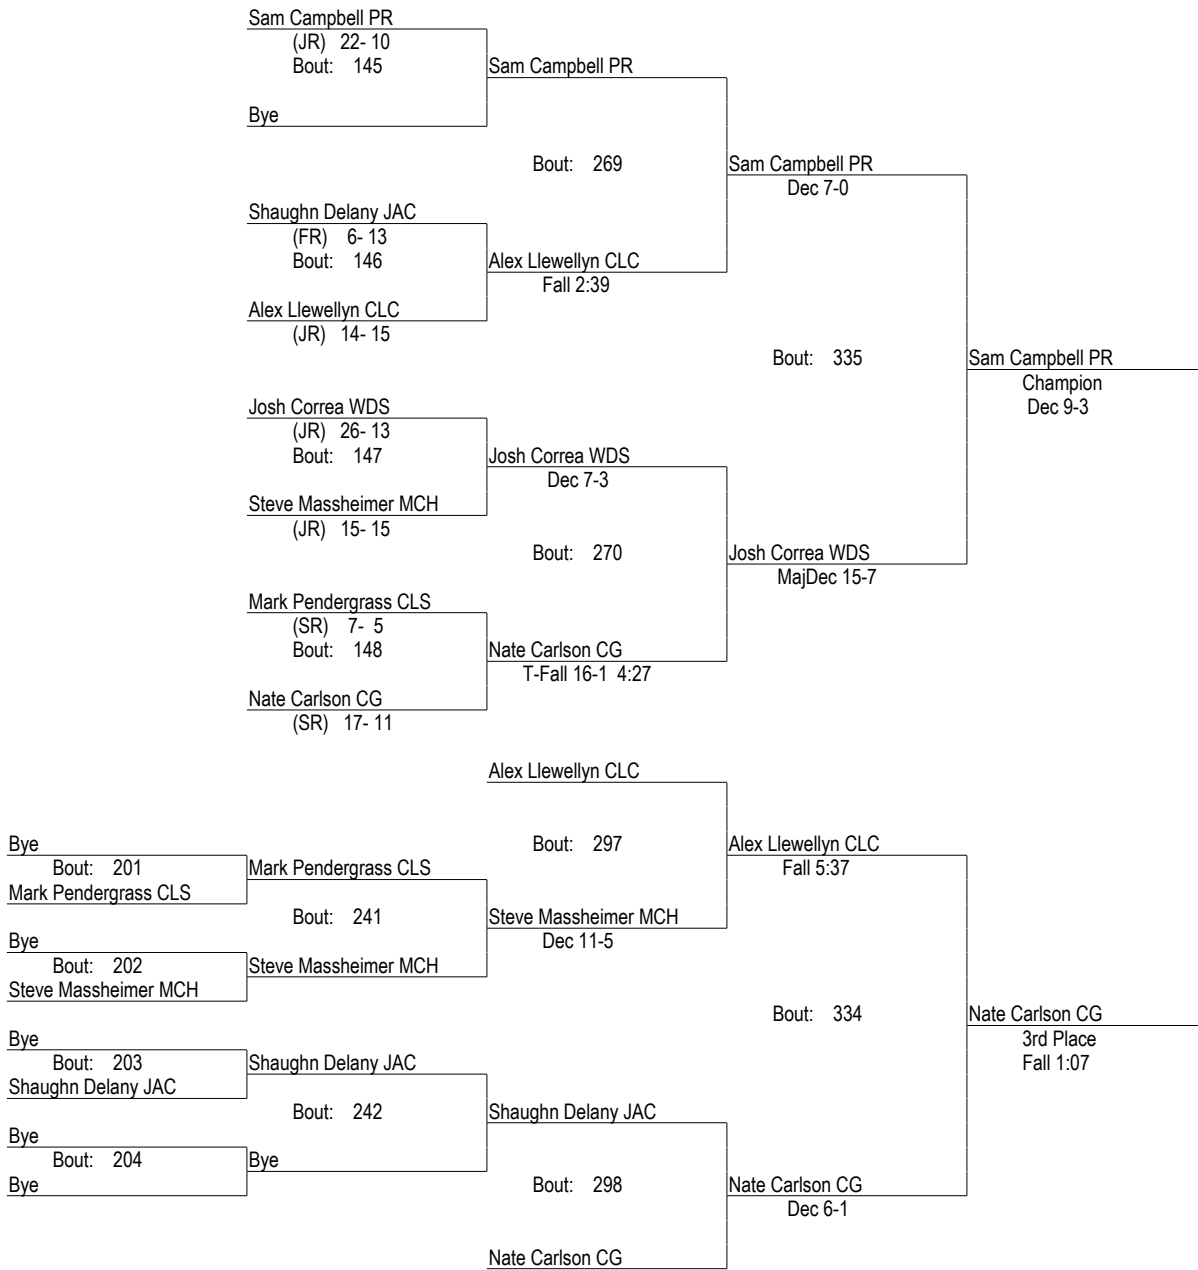 Sam Campbell PR
(JR) 22- 10
Bout: 145
Sam Campbell PR
Bye
Bout: 269
Sam Campbell PR
Dec 7-0
Shaughn Delany JAC
(FR) 6- 13
Bout: 146
Alex Llewellyn CLC
Fall 2:39
Alex Llewellyn CLC
(JR) 14- 15
Bout: 335
Sam Campbell PR
Champion
Dec 9-3
Josh Correa WDS
(JR) 26- 13
Bout: 147
Josh Correa WDS
Dec 7-3
Steve Massheimer MCH
(JR) 15- 15
Bout: 270
Josh Correa WDS
MajDec 15-7
Mark Pendergrass CLS
(SR) 7- 5
Bout: 148
Nate Carlson CG
T-Fall 16-1 4:27
Nate Carlson CG
(SR) 17- 11
Alex Llewellyn CLC
Bye
Bout: 201
Mark Pendergrass CLS
Mark Pendergrass CLS
Bout: 297
Alex Llewellyn CLC
Fall 5:37
Bout: 241
Steve Massheimer MCH
Dec 11-5
Bye
Bout: 202
Steve Massheimer MCH
Steve Massheimer MCH
Bout: 334
Nate Carlson CG
3rd Place
Fall 1:07
Bye
Bout: 203
Shaughn Delany JAC
Shaughn Delany JAC
Bout: 242
Shaughn Delany JAC
Bye
Bout: 204
Bye
Bye
Bout: 298
Nate Carlson CG
Dec 6-1
Nate Carlson CG